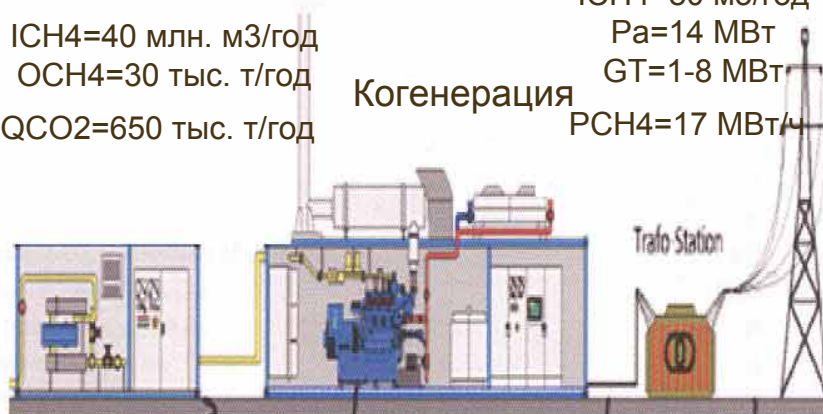 ICH4=40 млн. м3/год
OCH4=30 тыс. т/год
QCO2=650 тыс. т/год
Когенерация
Pa=14 МВт
GT=1-8 МВт
PCH4=17 МВт/ч
Trafo Station